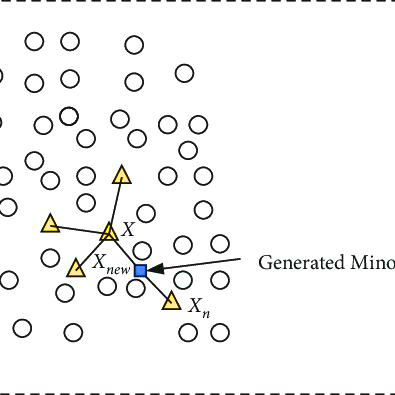 X
X_new
Generated Mino
X_n